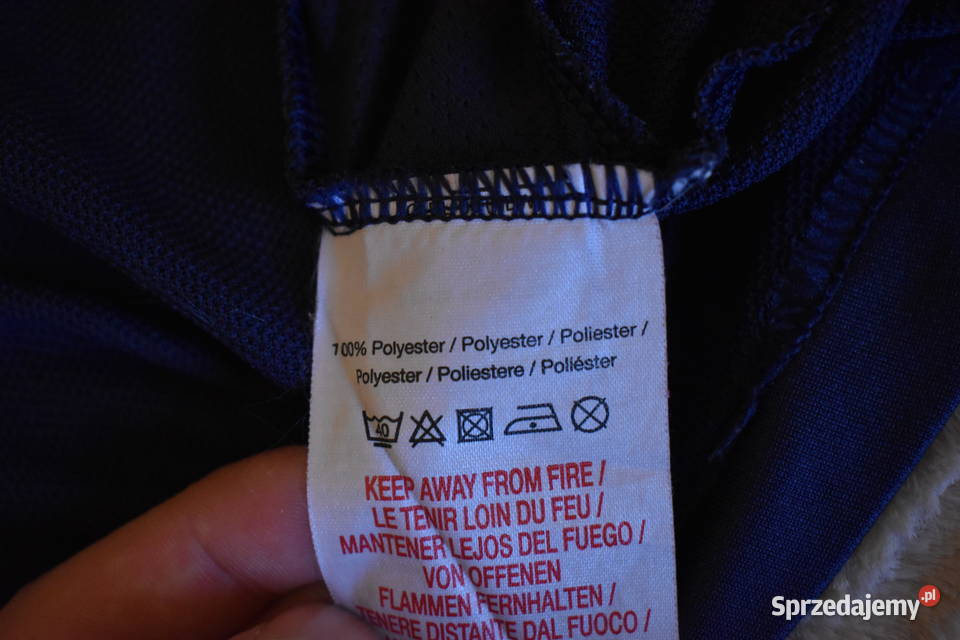 100% Polyester / Polyester / Poliester /
Polyester / Poliestere / Poliéster
40
KEEP AWAY FROM FIRE /
LE TENIR LOIN DU FEU /
MANTENER LEJOS DEL FUEGO /
VON OFFENEN
FLAMMEN FERNHALTEN /
TENERE DISTANTE DAL FUOCO /
Sprzedajemy.pl